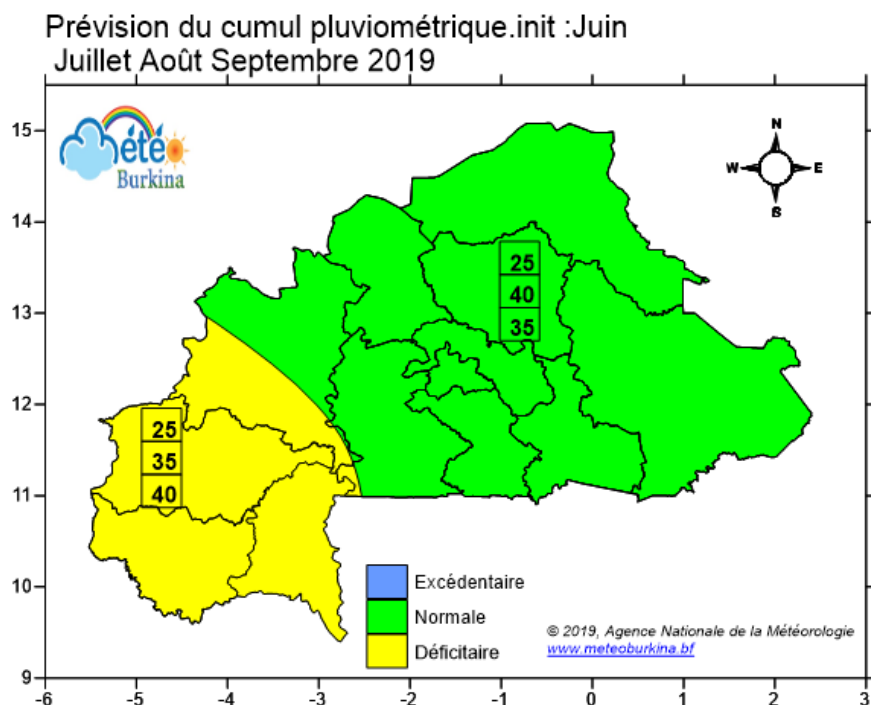 Prévision du cumul pluviométrique.init :Juin
Juillet Août Septembre 2019
été
Burkina
N
W E
S
15
14
13
12
11
10
9
25
40
35
25
35
40
Excédentaire
Normale
Déficitaire
© 2019, Agence Nationale de la Météorologie
www.meteoburkina.bf
-6 -5 -4 -3 -2 -1 0 1 2 3